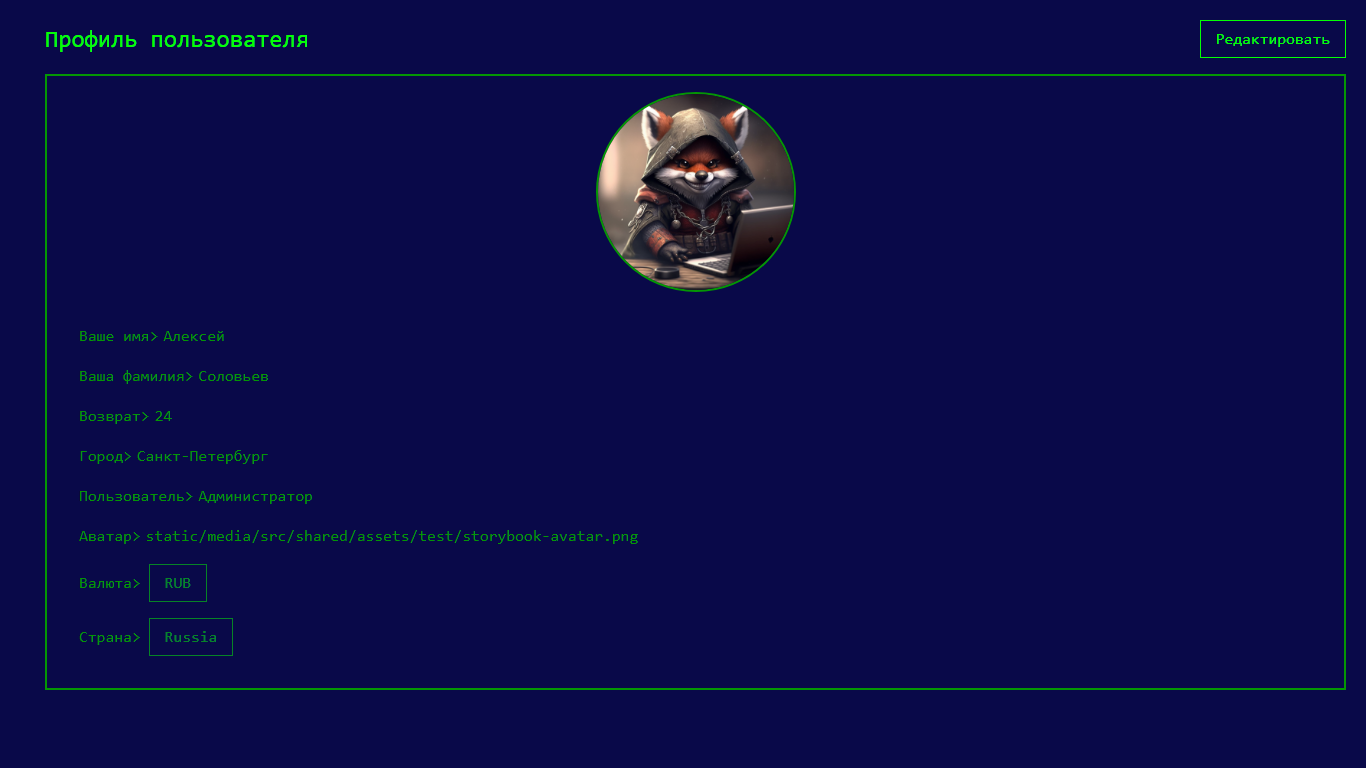 Профиль пользователя
Редактировать
Ваше имя> Алексей
Ваша фамилия> Соловьев
Возврат> 24
Город> Санкт-Петербург
Пользователь> Администратор
Аватар> static/media/src/shared/assets/test/storybook-avatar.png
Валюта> RUB
Страна> Russia